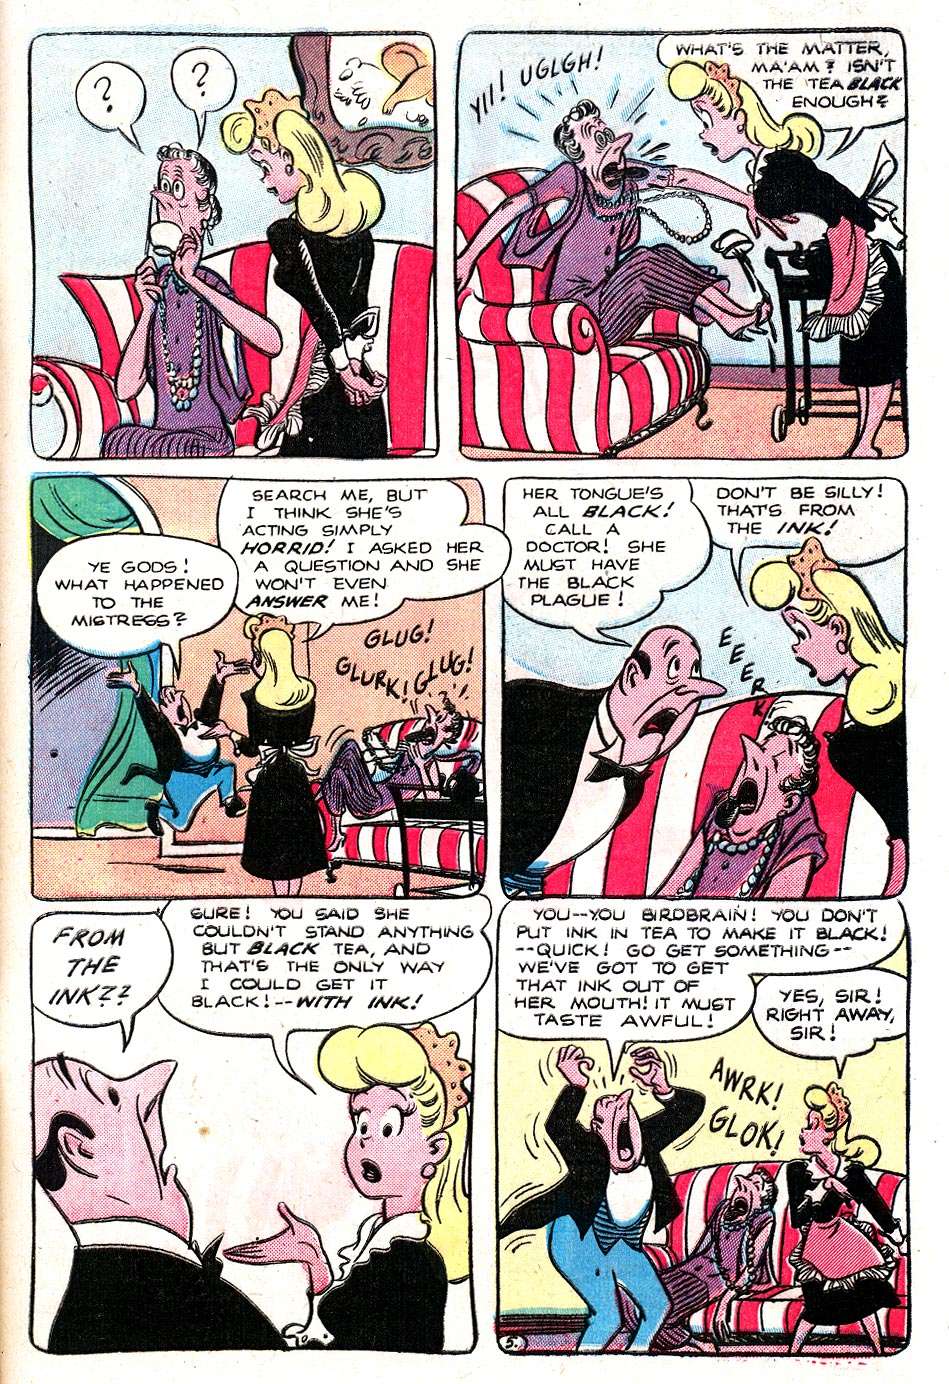 ?
?
YII! UGLGH!
WHAT'S THE MATTER,
MA'AM? ISN'T
THE TEA BLACK
ENOUGH?
YE GODS!
WHAT HAPPENED
TO THE
MISTRESS?
SEARCH ME, BUT
I THINK SHE'S
ACTING SIMPLY
HORRID! I ASKED HER
A QUESTION AND SHE
WON'T EVEN
ANSWER ME!
GLUG!
GLURK! GLUG!
HER TONGUE'S
ALL BLACK!
CALL A
DOCTOR! SHE
MUST HAVE
THE BLACK
PLAGUE!
DON'T BE SILLY!
THAT'S FROM
THE INK!
EEEERK!
FROM
THE
INK??
SURE! YOU SAID SHE
COULDN'T STAND ANYTHING
BUT BLACK TEA, AND
THAT'S THE ONLY WAY
I COULD GET IT
BLACK!--WITH INK!
YOU--YOU BIRDBRAIN! YOU DON'T
PUT INK IN TEA TO MAKE IT BLACK!
--QUICK! GO GET SOMETHING--
WE'VE GOT TO GET
THAT INK OUT OF
HER MOUTH! IT MUST
TASTE AWFUL!
YES, SIR!
RIGHT AWAY,
SIR!
AWRK!
GLOK!
5.